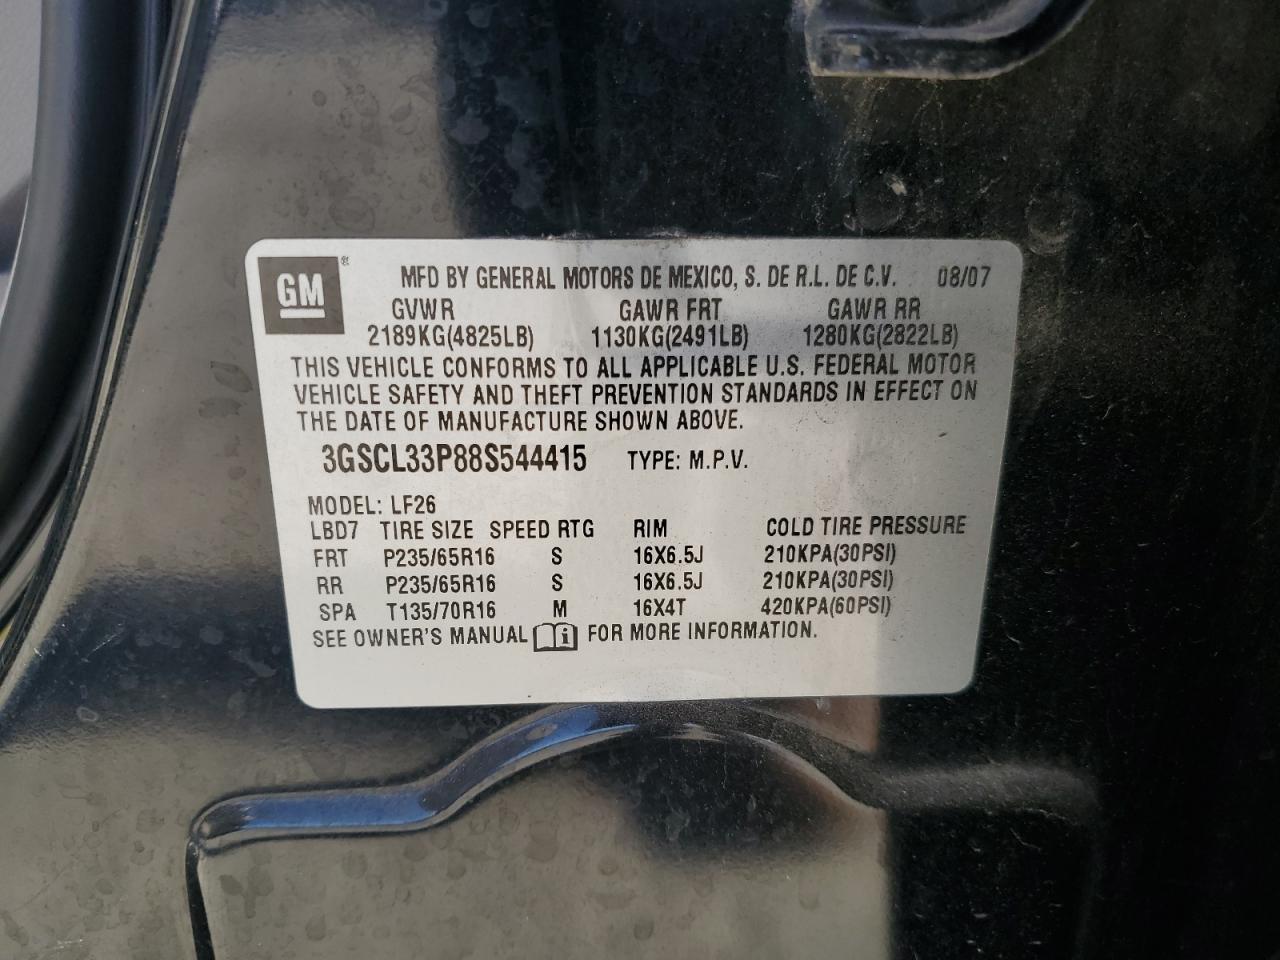 GM ® MFD BY GENERAL MOTORS DE MEXICO, S. DE R.L. DE C.V. 08/07
GVWR GAWR FRT GAWR RR
2189KG(4825LB) 1130KG(2491LB) 1280KG(2822LB)
THIS VEHICLE CONFORMS TO ALL APPLICABLE U.S. FEDERAL MOTOR
VEHICLE SAFETY AND THEFT PREVENTION STANDARDS IN EFFECT ON
THE DATE OF MANUFACTURE SHOWN ABOVE.
3GSCL33P88S544415 TYPE: M.P.V.
MODEL: LF26
LBD7 TIRE SIZE SPEED RTG RIM COLD TIRE PRESSURE
FRT P235/65R16 S 16X6.5J 210KPA(30PSI)
RR P235/65R16 S 16X6.5J 210KPA(30PSI)
SPA T135/70R16 M 16X4T 420KPA(60PSI)
SEE OWNER'S MANUAL i FOR MORE INFORMATION.